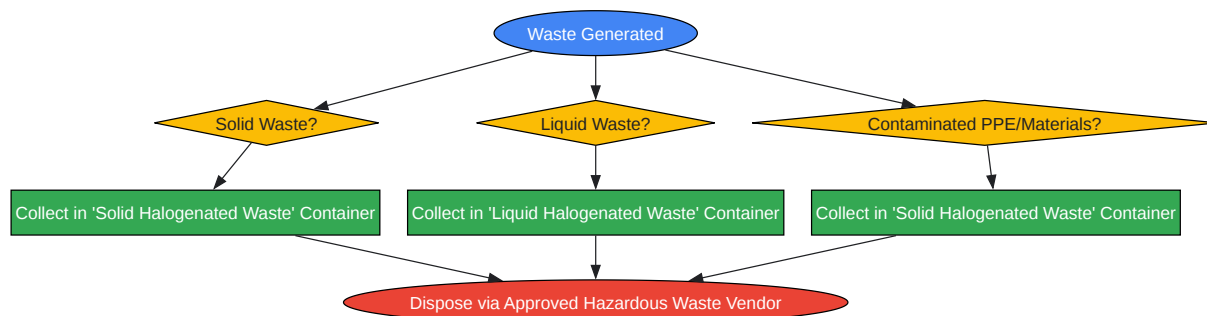 Waste Generated
Solid Waste?
Liquid Waste?
Contaminated PPE/Materials?
Collect in 'Solid Halogenated Waste' Container
Collect in 'Liquid Halogenated Waste' Container
Collect in 'Solid Halogenated Waste' Container
Dispose via Approved Hazardous Waste Vendor